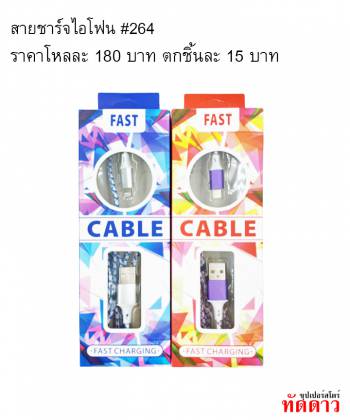 สายชาร์จไอโฟน #264
ราคาโหลละ 180 บาท ตกชิ้นละ 15 บาท
FAST
CABLE
FAST CHARGING
FAST
CABLE
FAST CHARGING
ซุปเปอร์สโตร์
ทัดดาว